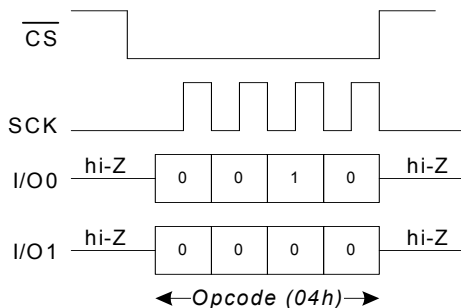 CS
SCK
hi-Z 0 0 1 0 hi-Z
I/O0
hi-Z 0 0 0 0 hi-Z
I/O1
Opcode (04h)